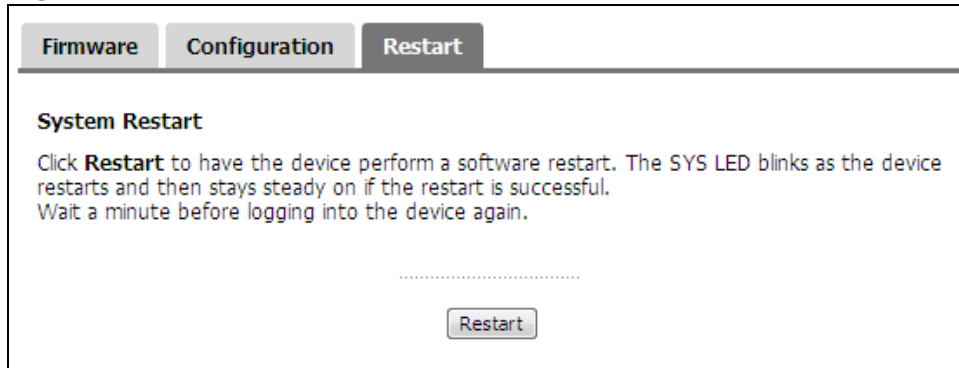 Firmware Configuration Restart
System Restart
Click Restart to have the device perform a software restart. The SYS LED blinks as the device
restarts and then stays steady on if the restart is successful.
Wait a minute before logging into the device again.
Restart